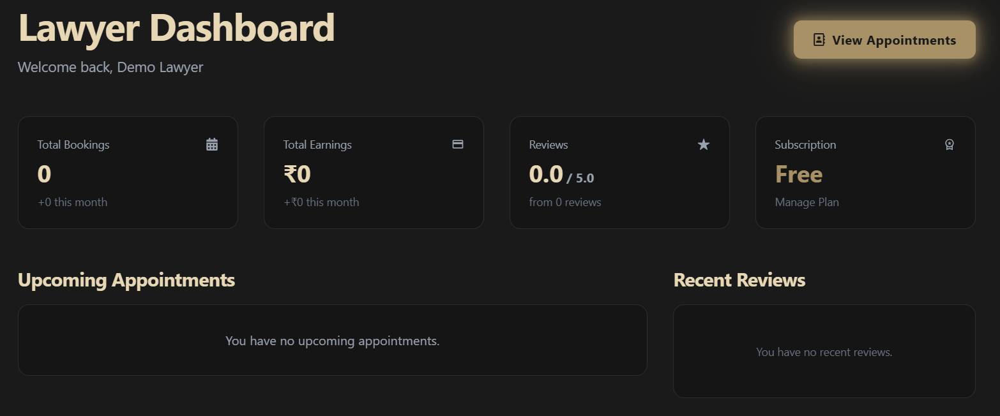 Lawyer Dashboard
Welcome back, Demo Lawyer
View Appointments
Total Bookings
0
+0 this month
Total Earnings
₹0
+₹0 this month
Reviews
0.0 / 5.0
from 0 reviews
Subscription
Free
Manage Plan
Upcoming Appointments
You have no upcoming appointments.
Recent Reviews
You have no recent reviews.